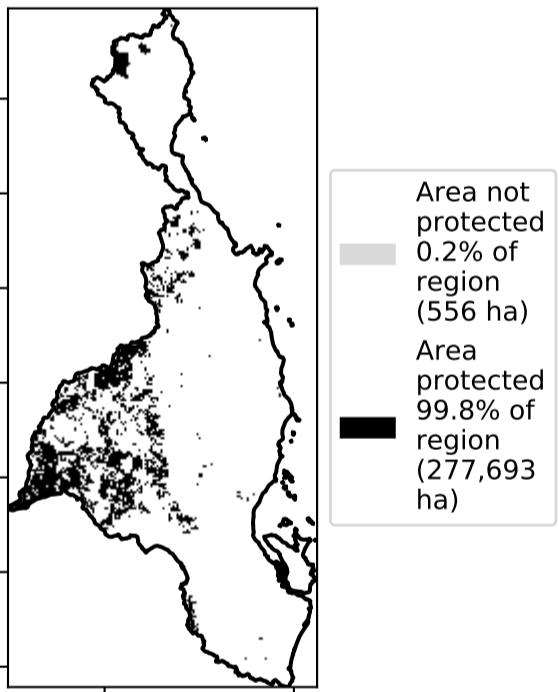 Area not
protected
0.2% of
region
(556 ha)
Area
protected
99.8% of
region
(277,693
ha)